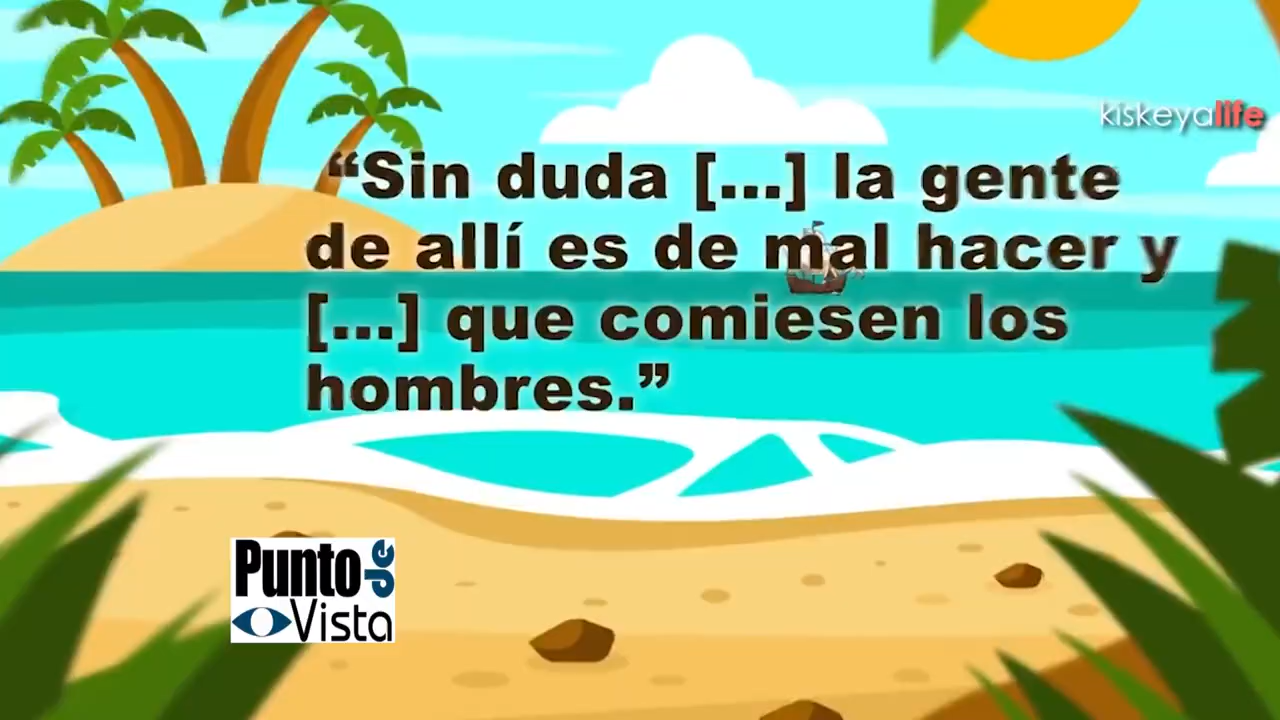 kiskeyalife
“Sin duda [...] la gente
de allí es de mal hacer y
[...] que comiesen los
hombres.”
Punto de
Vista